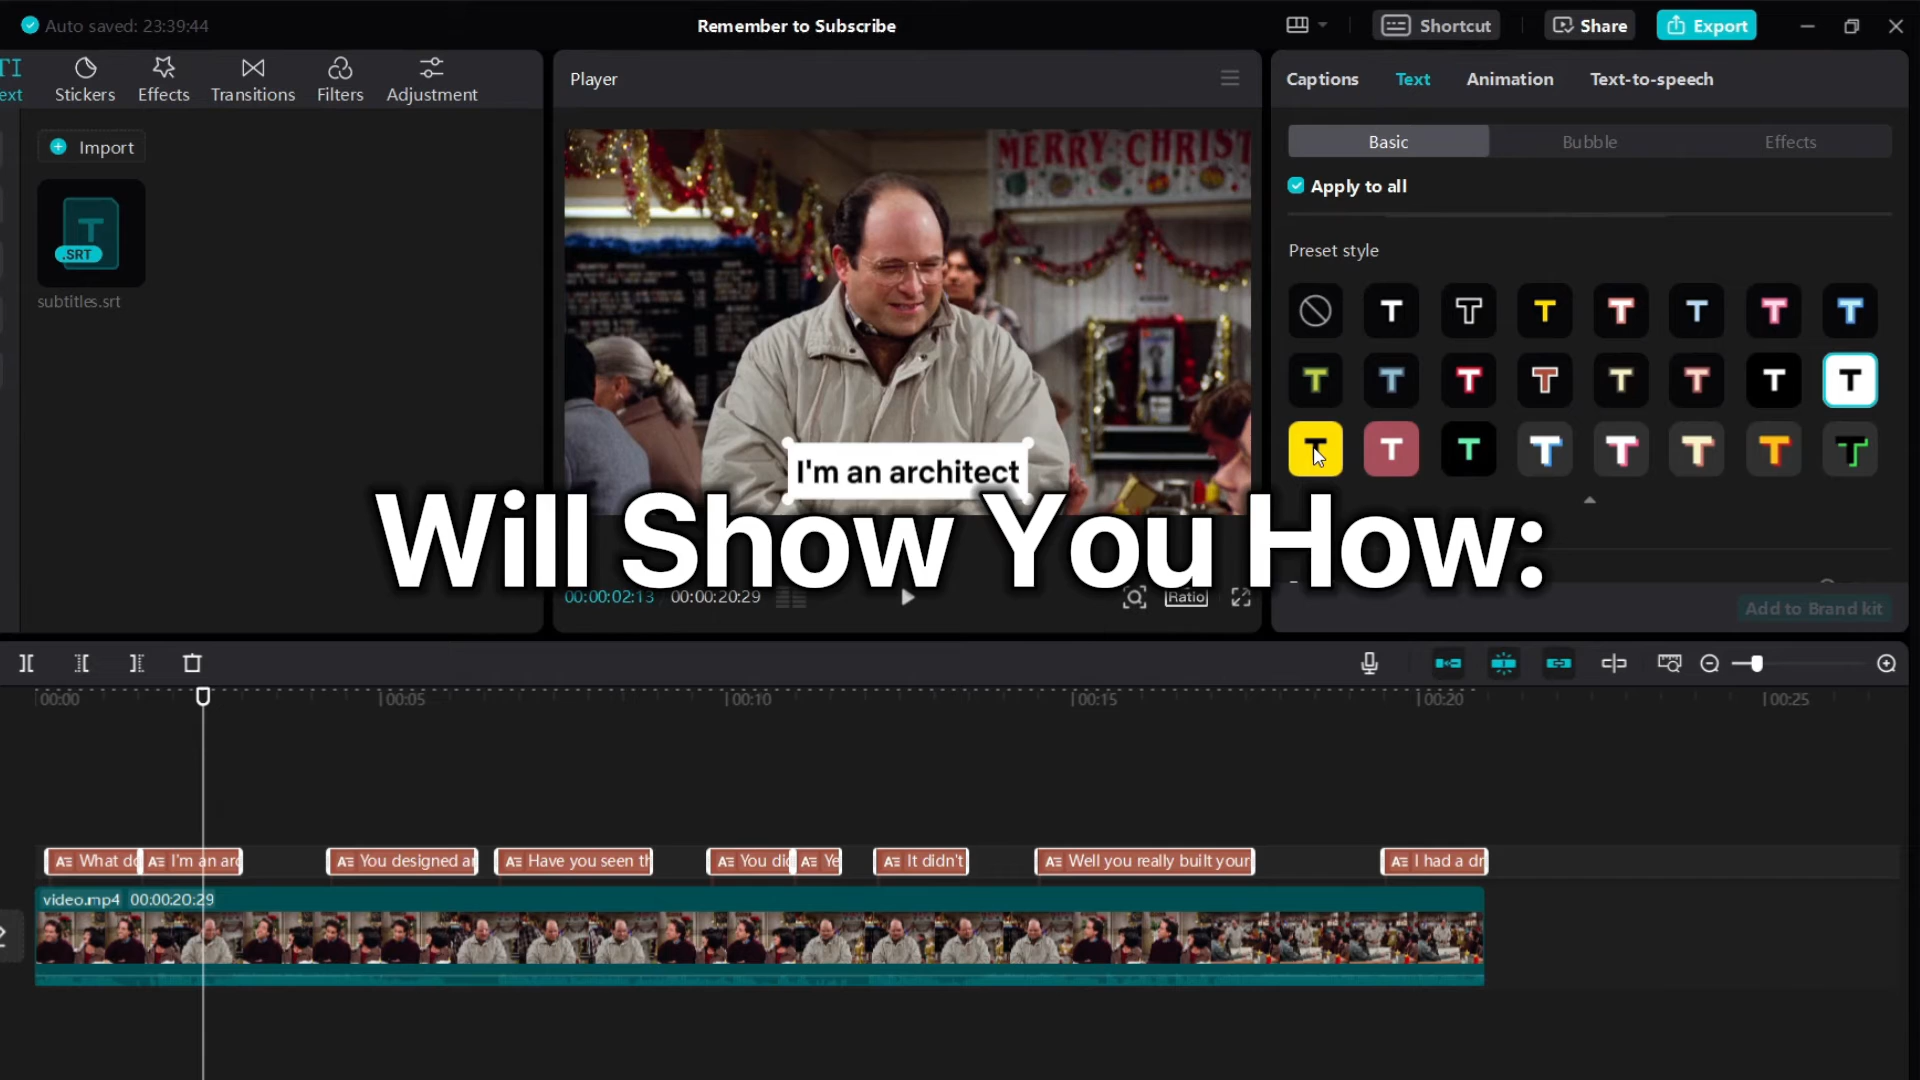 Auto saved: 23:39:44
Remember to Subscribe
Shortcut
Share
Export
TI
ext
Stickers
Effects
Transitions
Filters
Adjustment
Import
T
.SRT
subtitles.srt
Player
MERRY CHRIST
I'm an architect
Will Show You How:
00:00:02:13
00:00:20:29
Ratio
Captions
Text
Animation
Text-to-speech
Basic
Bubble
Effects
Apply to all
Preset style
T T T T T T T
T T T T T T T T
T T T T T T T T
Add to Brand kit
00:00
00:05
00:10
00:15
00:20
00:25
What do
I'm an arc
You designed a
Have you seen th
You did
Ye
It didn't
Well you really built your
I had a dr
video.mp4 00:00:20:29